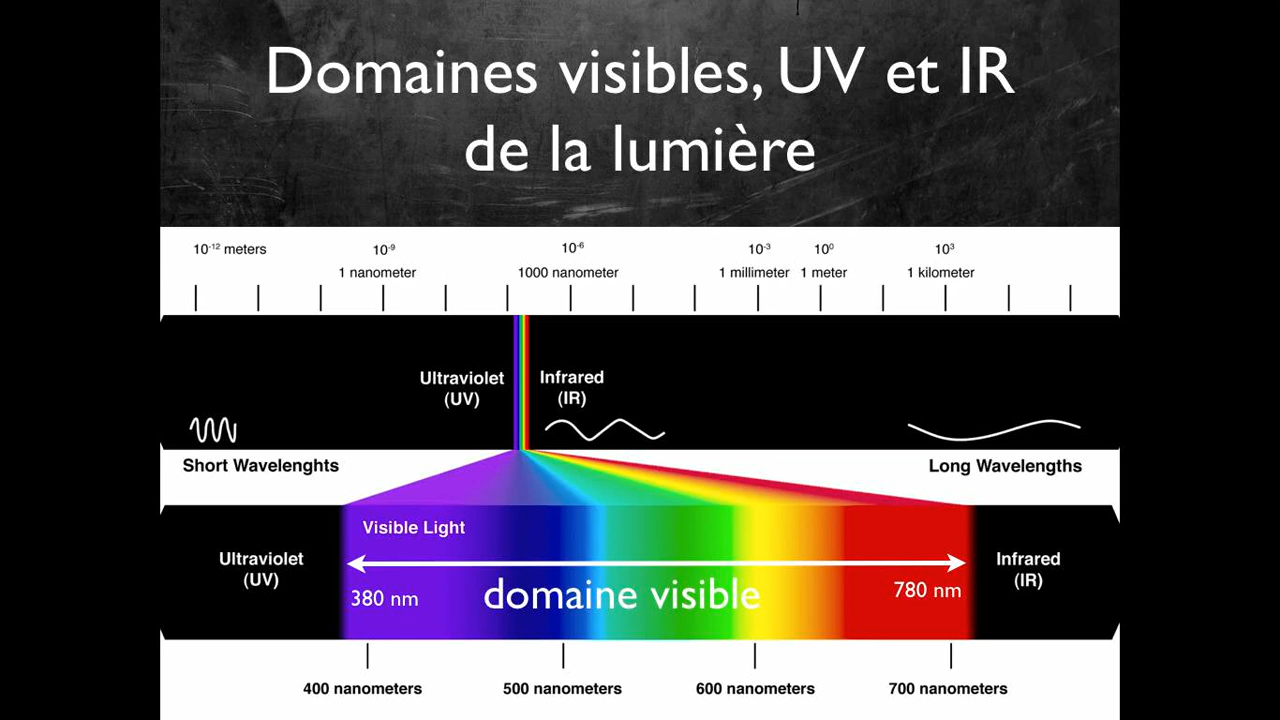 Domaines visibles, UV et IR
de la lumière
10⁻¹² meters 10⁻⁹ 10⁻⁶ 10⁻³ 10⁰ 10³
1 nanometer 1000 nanometer 1 millimeter 1 meter 1 kilometer
Ultraviolet Infrared
(UV) (IR)
Short Wavelenghts Long Wavelengths
Visible Light
Ultraviolet Infrared
(UV) (IR)
380 nm domaine visible 780 nm
400 nanometers 500 nanometers 600 nanometers 700 nanometers